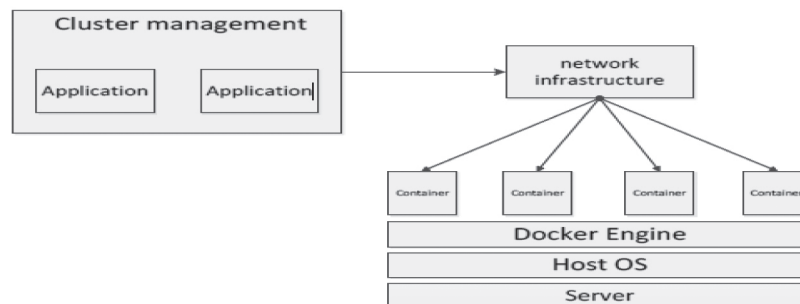 Cluster management
Application
Application
network
infrastructure
Container
Container
Container
Container
Docker Engine
Host OS
Server